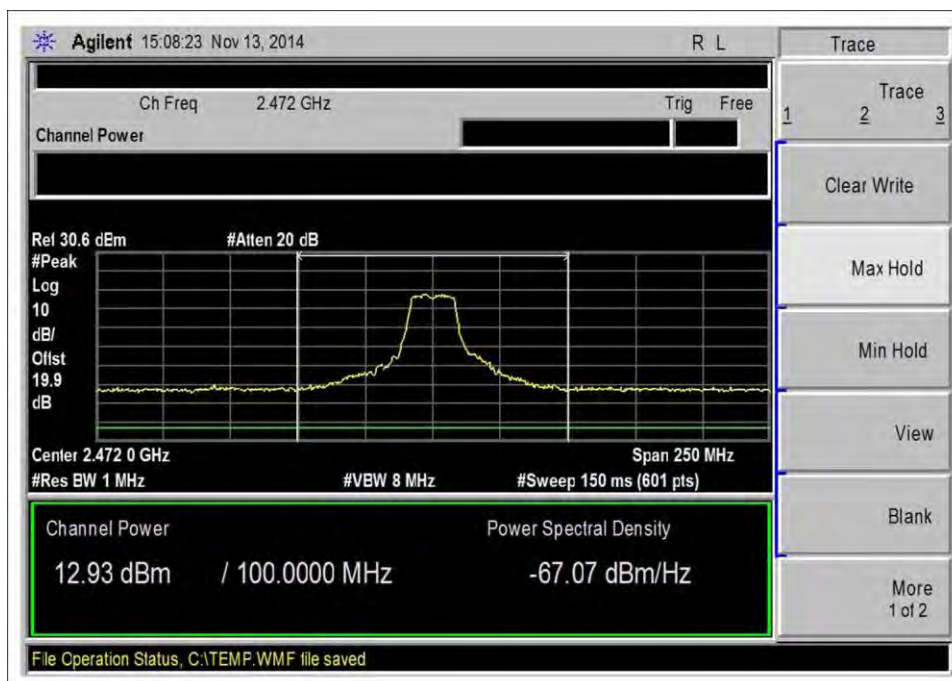 Agilent 15:08:23 Nov 13, 2014 R L
Trace
Ch Freq 2.472 GHz Trig Free
Channel Power
Trace
1 2 3
Clear Write
Ref 30.6 dBm #Atten 20 dB
#Peak
Log
10
dB/
Offst
19.9
dB
Max Hold
Min Hold
View
Center 2.472 0 GHz Span 250 MHz
#Res BW 1 MHz #VBW 8 MHz #Sweep 150 ms (601 pts)
Channel Power Power Spectral Density
12.93 dBm / 100.0000 MHz -67.07 dBm/Hz
Blank
More
1 of 2
File Operation Status, C:\TEMP.WMF file saved